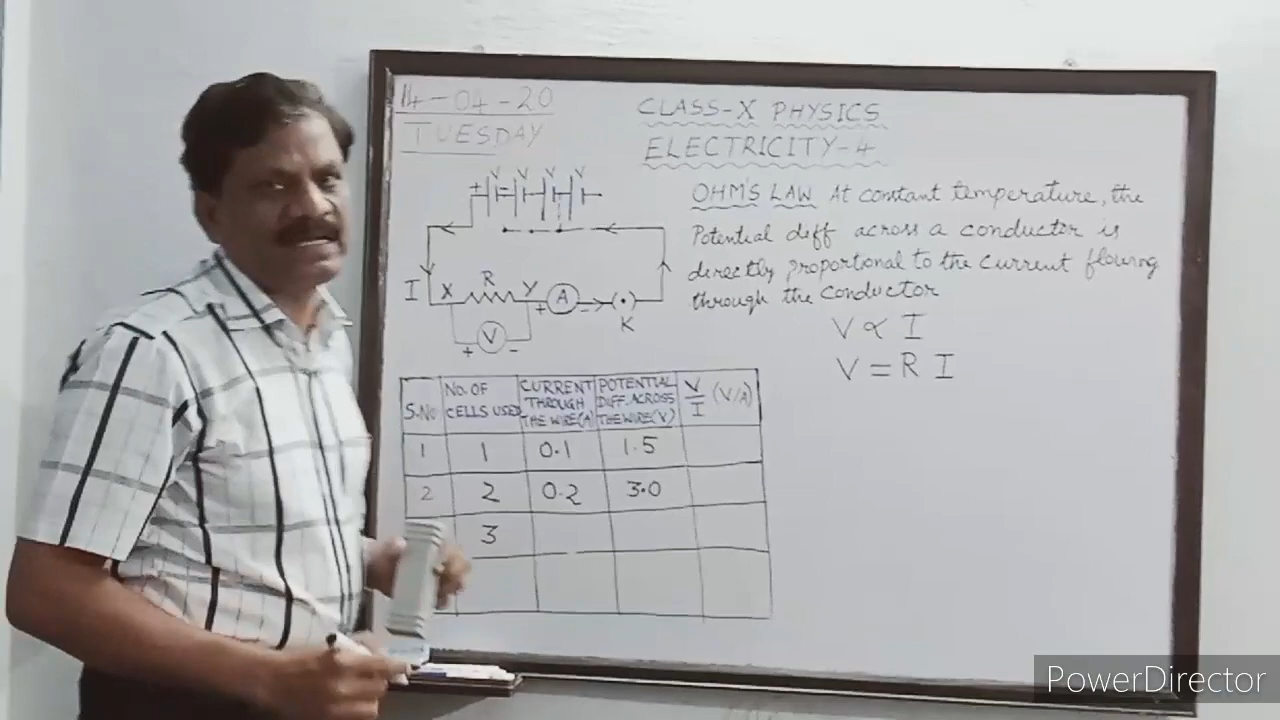 14-04-20
TUESDAY
CLASS-X PHYSICS
ELECTRICITY-4
+ V V V V
I X R Y + A - K
+ V -
OHM'S LAW At constant temperature, the
Potential diff across a conductor is
directly proportional to the current flowing
through the conductor
V ∝ I
V = R I
S.No
NO. OF
CELLS USED
CURRENT
THROUGH
THE WIRE(A)
POTENTIAL
DIFF. ACROSS
THE WIRE(V)
V/I (V/A)
1 1 0.1 1.5
2 2 0.2 3.0
3
PowerDirector